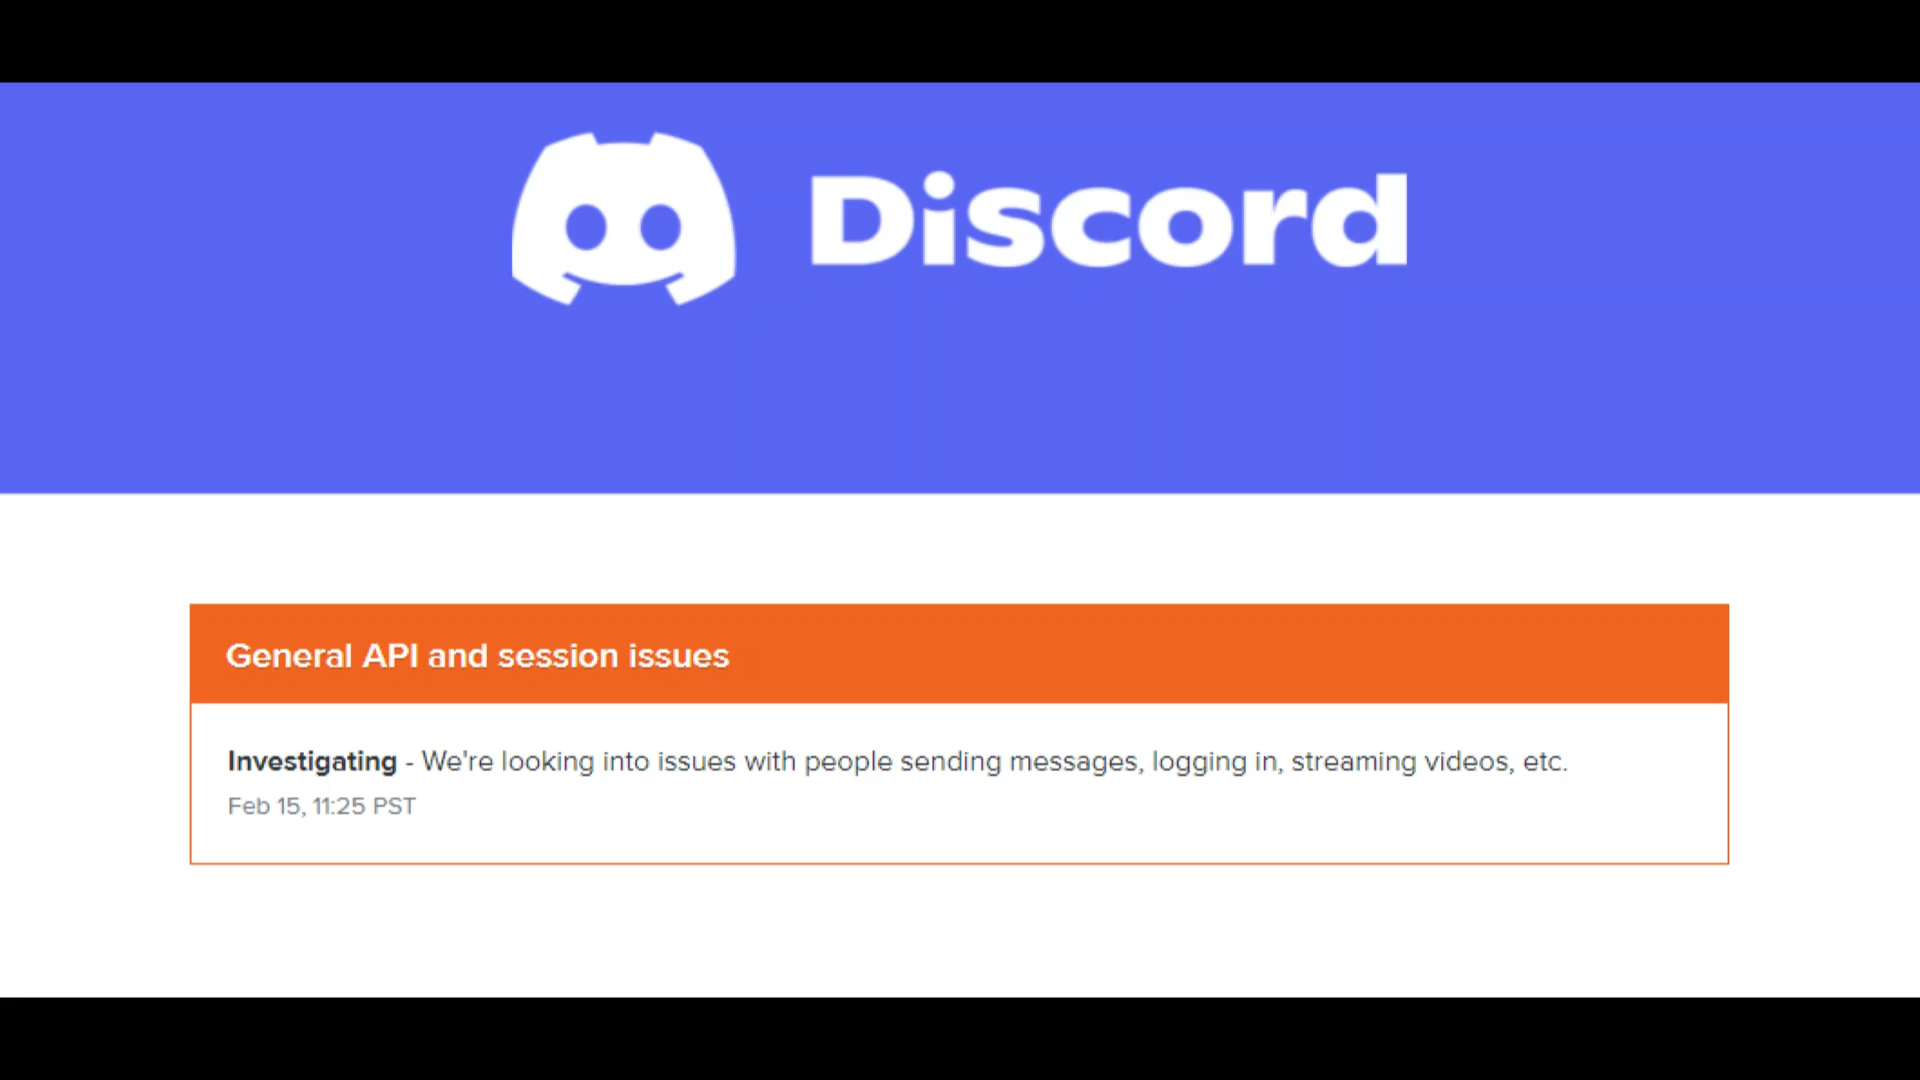 Discord
General API and session issues
Investigating - We're looking into issues with people sending messages, logging in, streaming videos, etc.
Feb 15, 11:25 PST